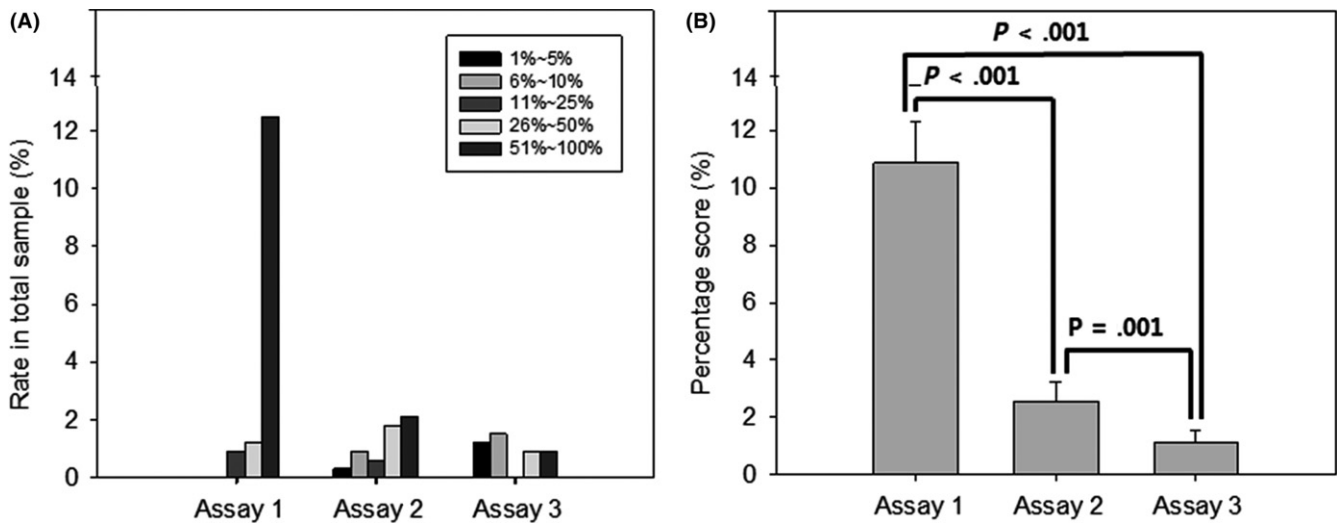 (A)
Rate in total sample (%)
14
12
10
8
6
4
2
0
1%~5%
6%~10%
11%~25%
26%~50%
51%~100%
Assay 1 Assay 2 Assay 3
(B)
Percentage score (%)
14
12
10
8
6
4
2
0
P < .001
_P < .001
P = .001
Assay 1 Assay 2 Assay 3